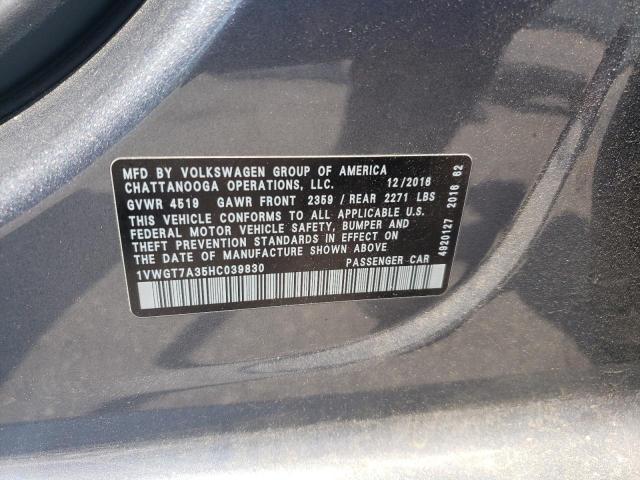 MFD BY VOLKSWAGEN GROUP OF AMERICA
CHATTANOOGA OPERATIONS, LLC. 12/2016
GVWR 4519 GAWR FRONT 2359 / REAR 2271 LBS
THIS VEHICLE CONFORMS TO ALL APPLICABLE U.S.
FEDERAL MOTOR VEHICLE SAFETY, BUMPER AND
THEFT PREVENTION STANDARDS IN EFFECT ON
THE DATE OF MANUFACTURE SHOWN ABOVE
1VWGT7A35HC039830 PASSENGER CAR
4920127 2016 62